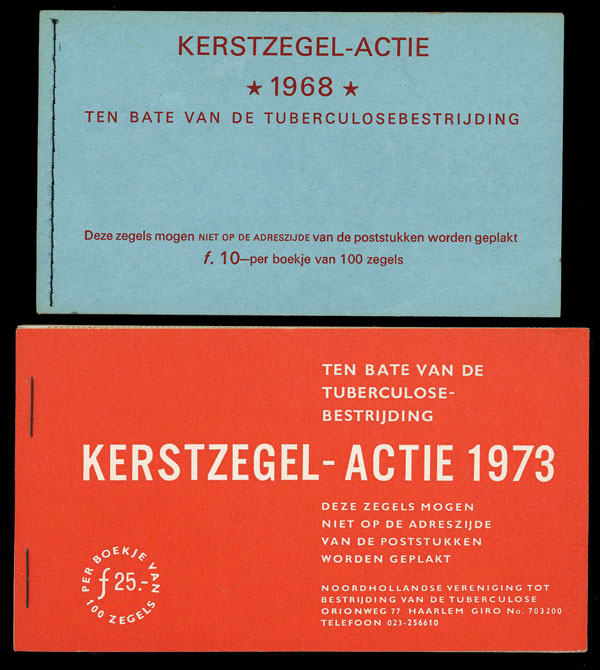 KERSTZEGEL-ACTIE
★ 1968 ★
TEN BATE VAN DE TUBERCULOSEBESTRIJDING
Deze zegels mogen NIET OP DE ADRESZIJDE van de poststukken worden geplakt
f. 10—per boekje van 100 zegels
TEN BATE VAN DE
TUBERCULOSE-
BESTRIJDING
KERSTZEGEL-ACTIE 1973
DEZE ZEGELS MOGEN
NIET OP DE ADRESZIJDE
VAN DE POSTSTUKKEN
WORDEN GEPLAKT
PER BOEKJE VAN
f 25.-
100 ZEGELS
NOORDHOLLANDSE VERENIGING TOT
BESTRIJDING VAN DE TUBERCULOSE
ORIONWEG 77 HAARLEM GIRO No. 703200
TELEFOON 023-256610